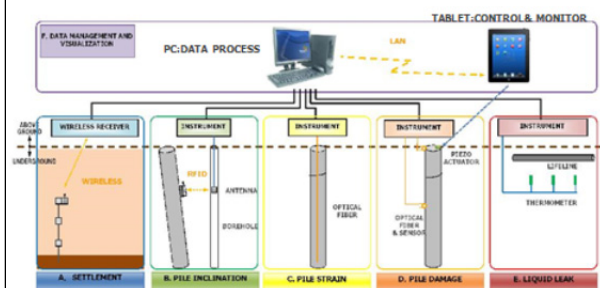 TABLET:CONTROL & MONITOR
F. DATA MANAGEMENT AND
VISUALIZATION
PC:DATA PROCESS
LAN
ABOVE
GROUND
UNDERGROUND
WIRELESS RECEIVER
WIRELESS
A. SETTLEMENT
INSTRUMENT
RFID
ANTENNA
BOREHOLE
B. PILE INCLINATION
INSTRUMENT
OPTICAL
FIBER
C. PILE STRAIN
INSTRUMENT
PIEZO
ACTUATOR
OPTICAL
FIBER
& SENSOR
D. PILE DAMAGE
INSTRUMENT
LIFELINE
THERMOMETER
E. LIQUID LEAK